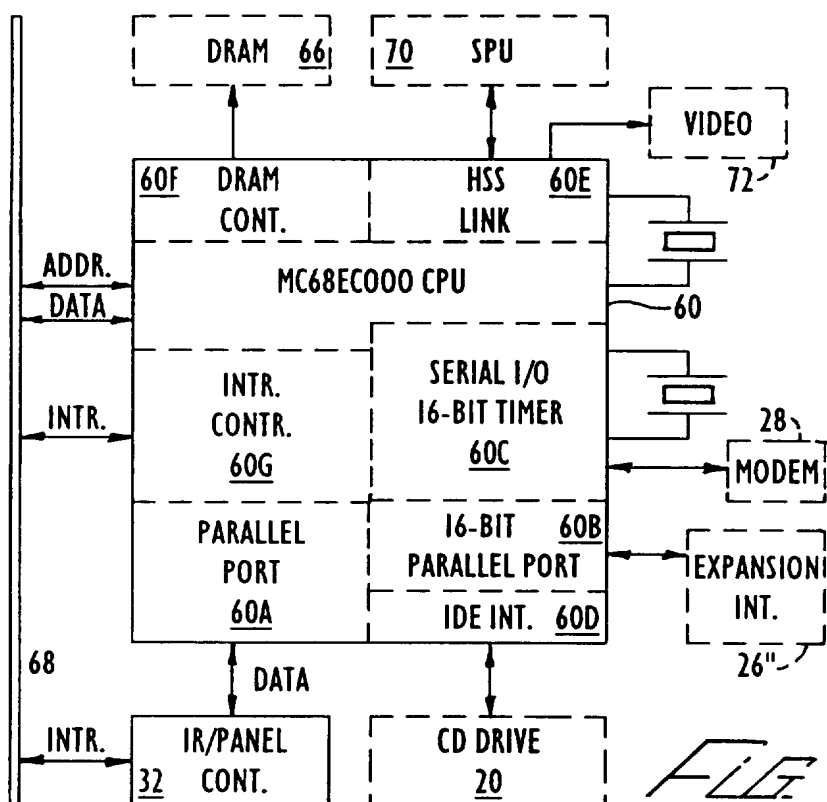 DRAM 66
70 SPU
VIDEO
72
60F DRAM CONT.
HSS LINK 60E
ADDR.
DATA
MC68EC000 CPU
60
INTR.
INTR. CONTR. 60G
SERIAL I/O
16-BIT TIMER
60C
28
MODEM
PARALLEL PORT 60A
16-BIT 60B
PARALLEL PORT
EXPANSION INT.
26"
IDE INT. 60D
68
DATA
INTR.
IR/PANEL
32 CONT.
CD DRIVE
20
FIG